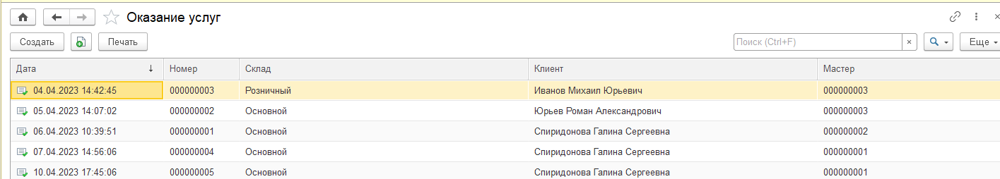 Оказание услуг
Создать Печать Поиск (Ctrl+F) × Еще
Дата ↓ Номер Склад Клиент Мастер
04.04.2023 14:42:45 000000003 Розничный Иванов Михаил Юрьевич 000000003
05.04.2023 14:07:02 000000002 Основной Юрьев Роман Александрович 000000003
06.04.2023 10:39:51 000000001 Основной Спиридонова Галина Сергеевна 000000002
07.04.2023 14:56:06 000000004 Основной Спиридонова Галина Сергеевна 000000001
10.04.2023 17:45:06 000000005 Основной Спиридонова Галина Сергеевна 000000001